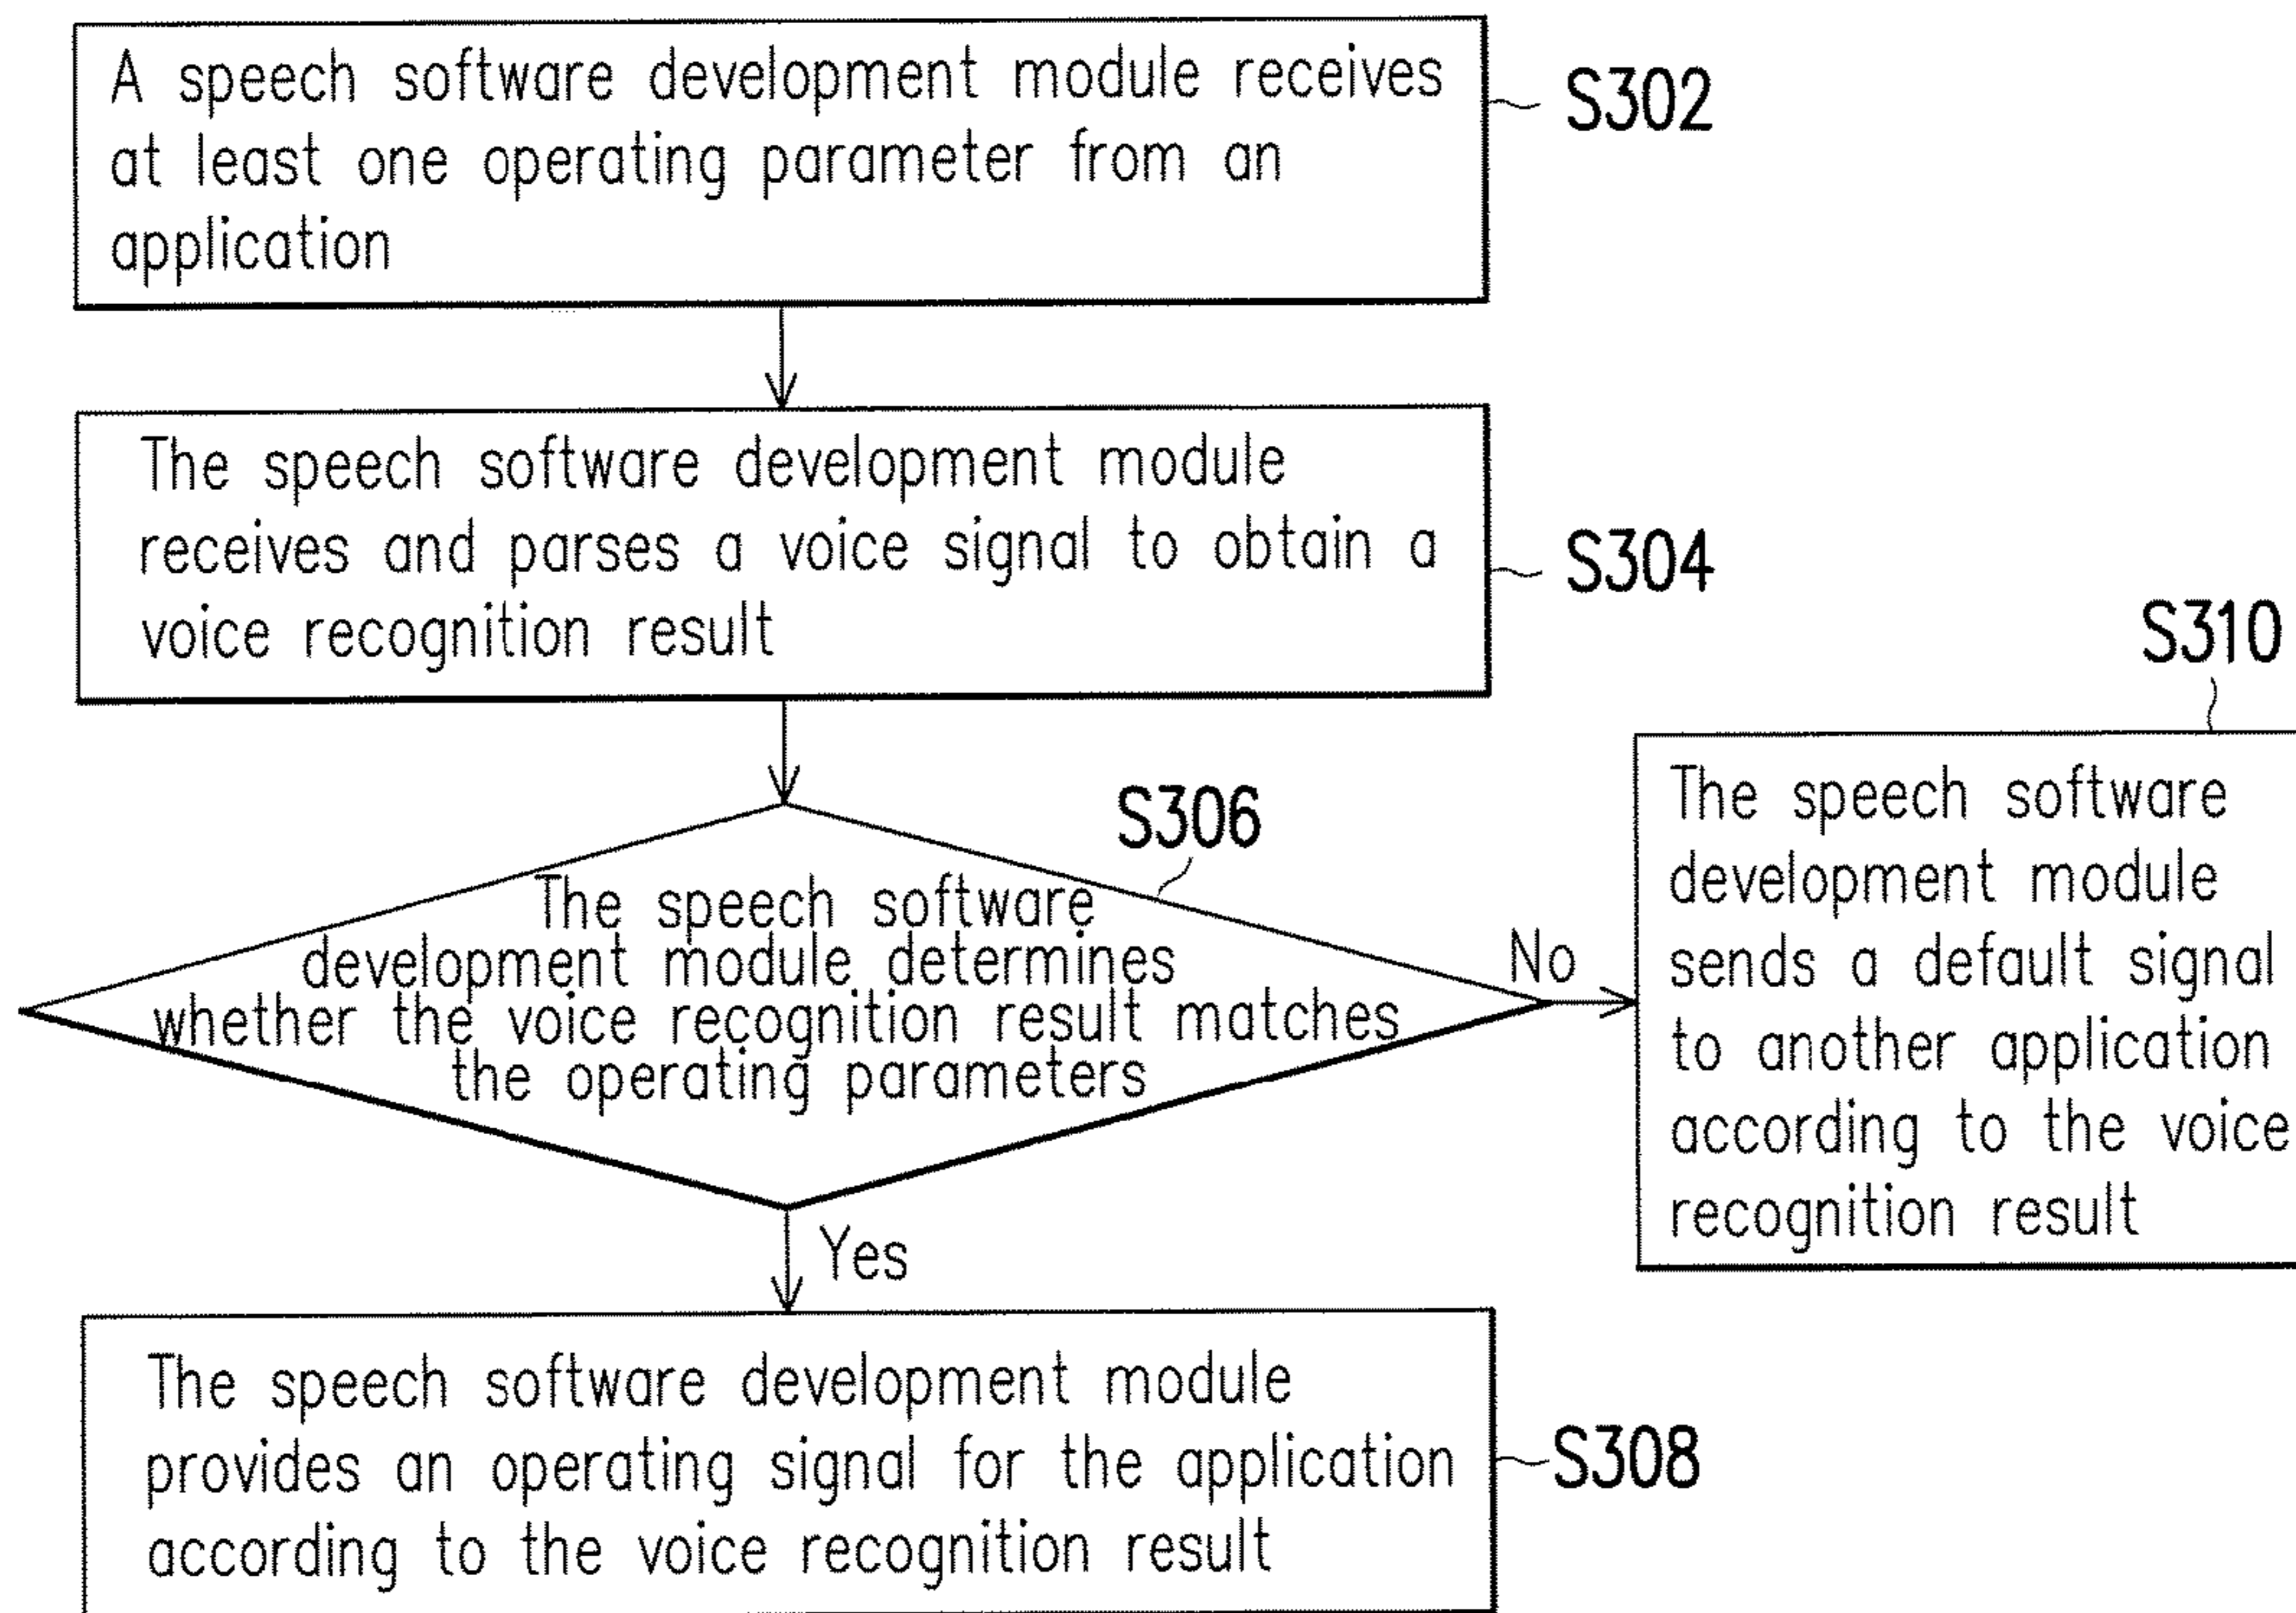 A speech software development module receives
at least one operating parameter from an
application
S302
The speech software development module
receives and parses a voice signal to obtain a
voice recognition result
S304
The speech software
development module determines
whether the voice recognition result matches
the operating parameters
S306
No
S310
The speech software
development module
sends a default signal
to another application
according to the voice
recognition result
Yes
The speech software development module
provides an operating signal for the application
according to the voice recognition result
S308